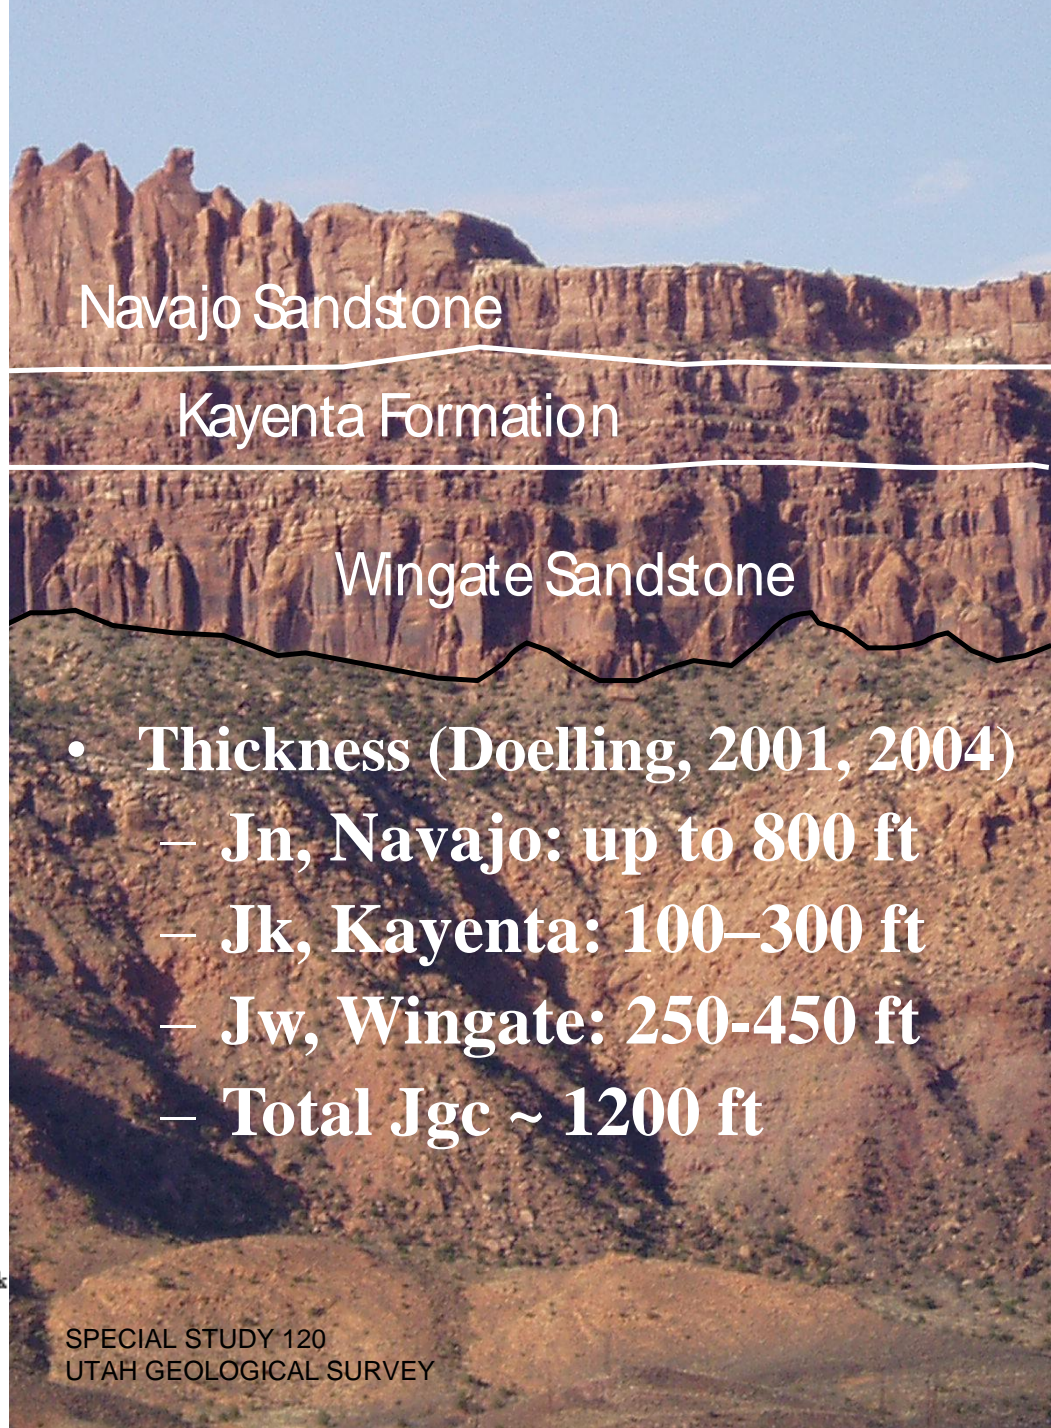 Navajo Sandstone
Kayenta Formation
Wingate Sandstone
• Thickness (Doelling, 2001, 2004)
– Jn, Navajo: up to 800 ft
– Jk, Kayenta: 100–300 ft
– Jw, Wingate: 250-450 ft
– Total Jgc ~ 1200 ft
SPECIAL STUDY 120
UTAH GEOLOGICAL SURVEY